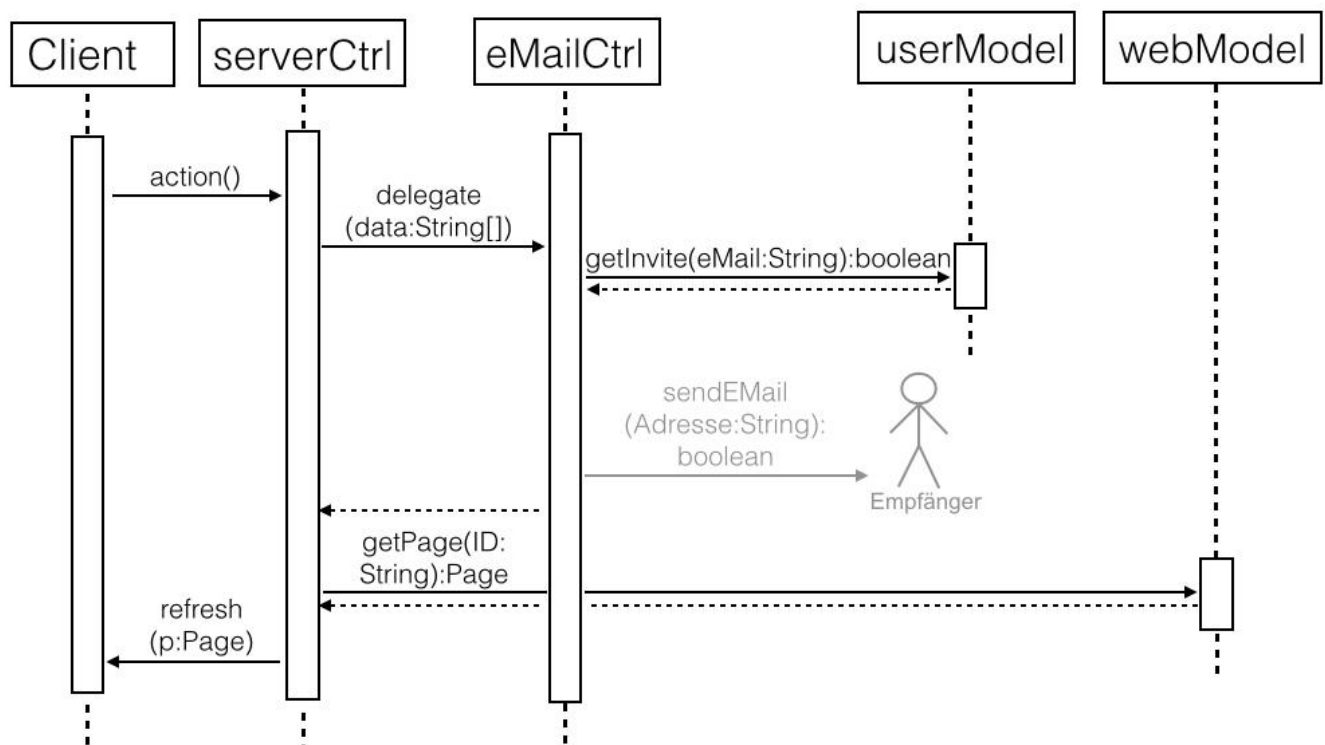 Client
serverCtrl
eMailCtrl
userModel
webModel
action()
delegate
(data:String[])
getInvite(eMail:String):boolean
sendEMail
(Adresse:String):
boolean
Empfänger
getPage(ID:
String):Page
refresh
(p:Page)